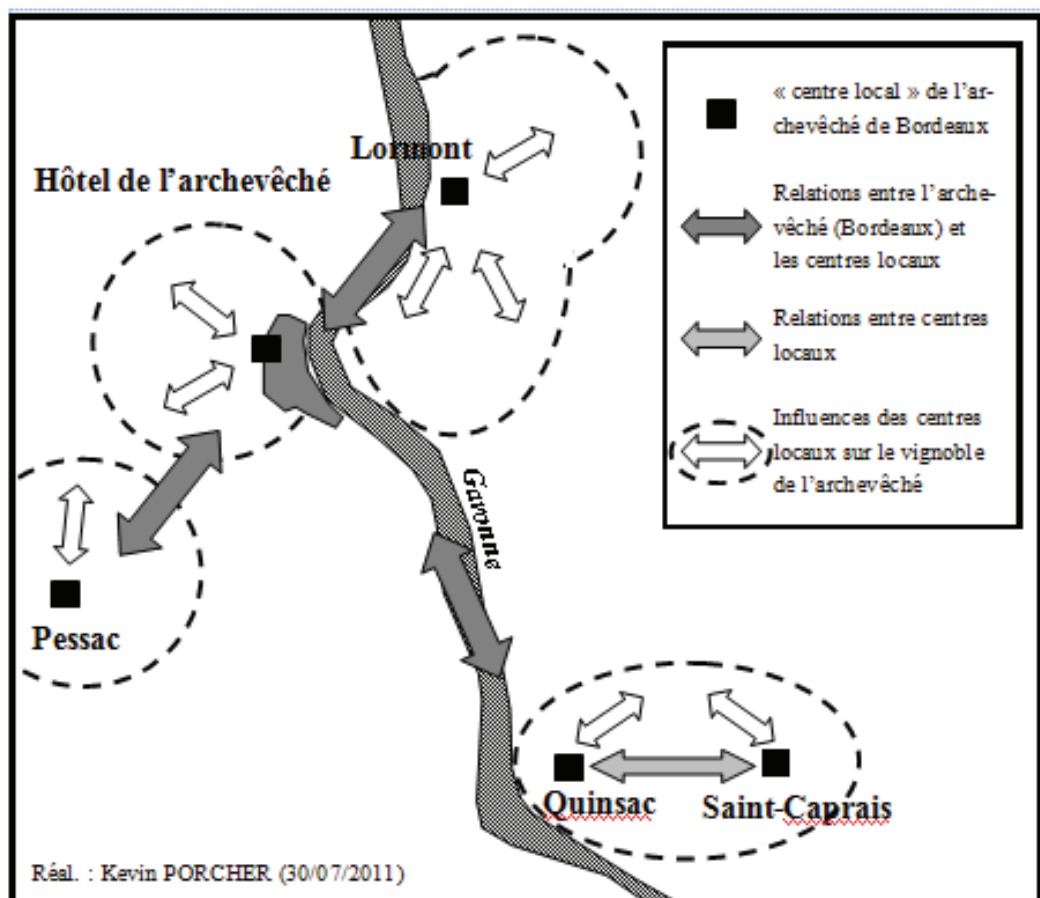 Lormont
Hôtel de l'archevêché
Pessac
Garonne
Quinsac
Saint-Caprais
« centre local » de l'ar-
chevêché de Bordeaux
Relations entre l'arche-
vêché (Bordeaux) et
les centres locaux
Relations entre centres
locaux
Influences des centres
locaux sur le vignoble
de l'archevêché
Réal. : Kevin PORCHER (30/07/2011)